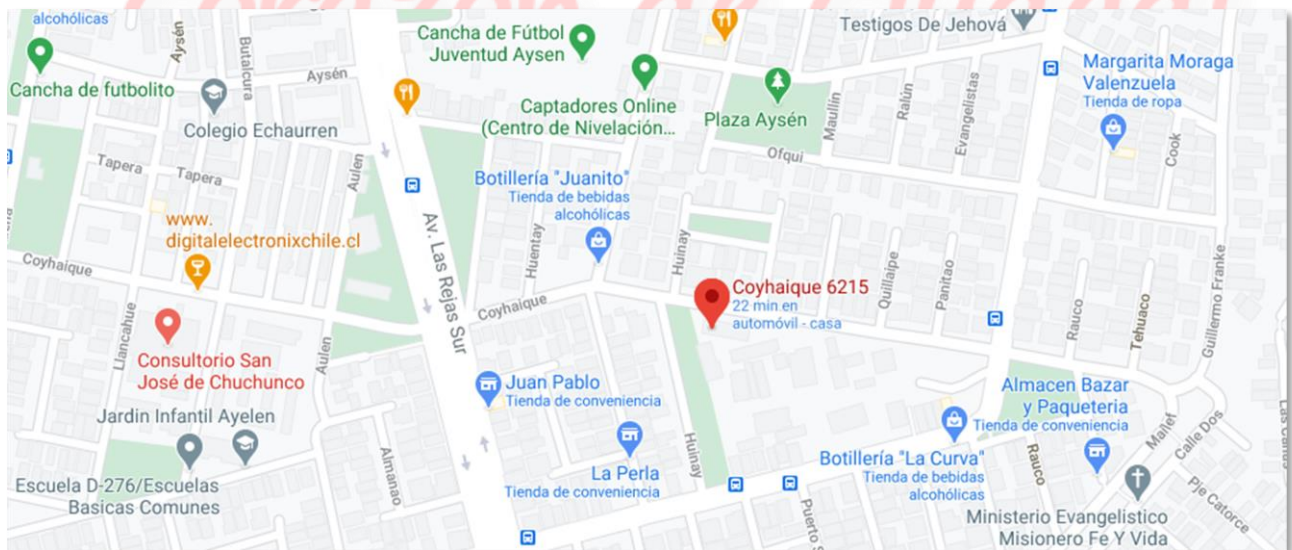 alcohólicas
Aysén
Butalcura
Aysén
Cancha de futbolito
Colegio Echaurren
Cancha de Fútbol
Juventud Aysen
Captadores Online
(Centro de Nivelación...
Plaza Aysén
Testigos De Jehová
Margarita Moraga
Valenzuela
Tienda de ropa
Maullín
Ralún
Evangelistas
Cook
Ofqui
Tapera
Tapera
Aulen
www.
digitalelectronixchile.cl
Coyhaique
Botillería "Juanito"
Tienda de bebidas
alcohólicas
Av. Las Rejas Sur
Huentay
Huinay
Coyhaique
Coyhaique 6215
22 min en
automóvil - casa
Quillaipe
Panitao
Rauco
Tehuaco
Guillermo Franke
Llancahue
Aulen
Consultorio San
José de Chuchunco
Jardin Infantil Ayelen
Escuela D-276/Escuelas
Basicas Comunes
Almanao
Juan Pablo
Tienda de conveniencia
La Perla
Tienda de conveniencia
Huinay
Almacen Bazar
y Paqueteria
Tienda de conveniencia
Botillería "La Curva"
Tienda de bebidas
alcohólicas
Rauco
Mañef
Calle Dos
Pje Catorce
Ministerio Evangelistico
Misionero Fe Y Vida